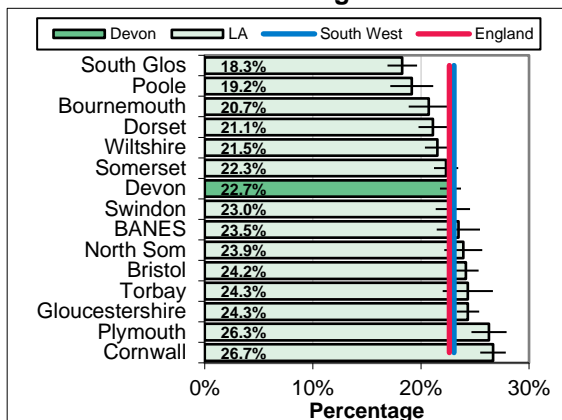 Devon LA South West England
South Glos 18.3%
Poole 19.2%
Bournemouth 20.7%
Dorset 21.1%
Wiltshire 21.5%
Somerset 22.3%
Devon 22.7%
Swindon 23.0%
BANES 23.5%
North Som 23.9%
Bristol 24.2%
Torbay 24.3%
Gloucestershire 24.3%
Plymouth 26.3%
Cornwall 26.7%
0% 10% 20% 30%
Percentage